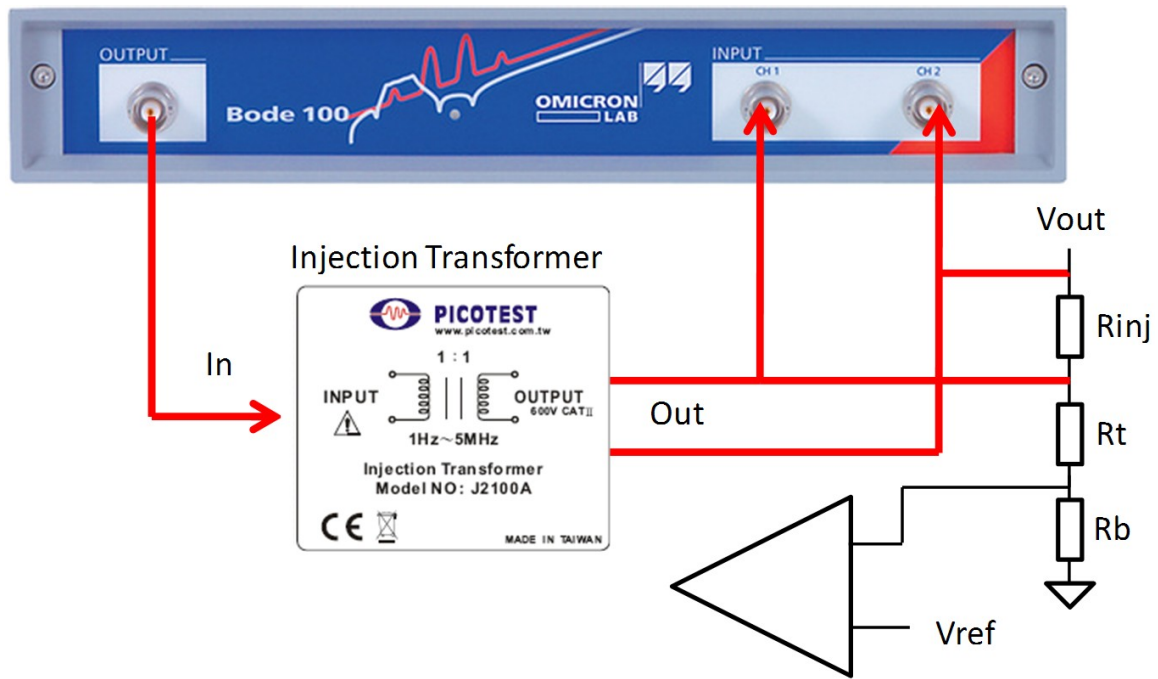 OUTPUT
Bode 100
OMICRON
LAB
INPUT
CH 1
CH 2
Vout
Injection Transformer
PICOTEST
www.picotest.com.tw
1 : 1
INPUT
OUTPUT
600V CAT II
1Hz～5MHz
Injection Transformer
Model NO: J2100A
CE
MADE IN TAIWAN
In
Out
Rinj
Rt
Rb
Vref